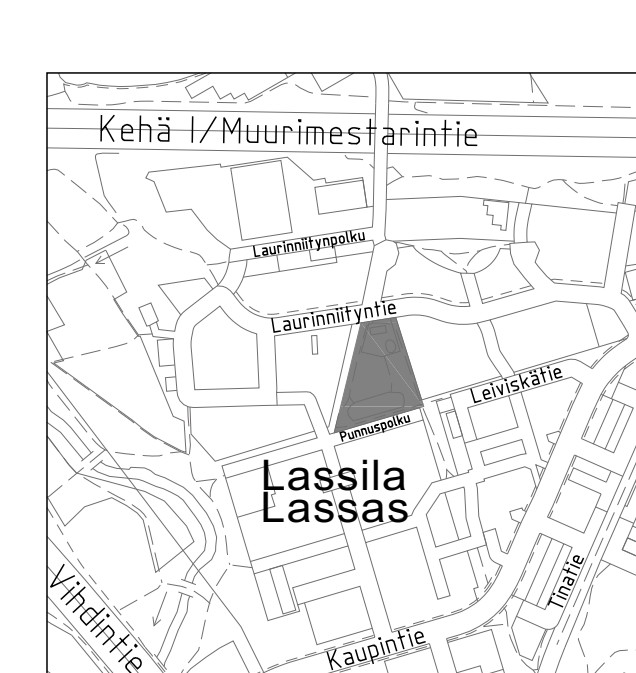 Kehä I/Muurimestarintie
Laurinniitynpolku
Laurinniityntie
Leiviskätie
Punnuspolku
Lassila
Lassas
Tinatie
Vihdintie
Kaupintie